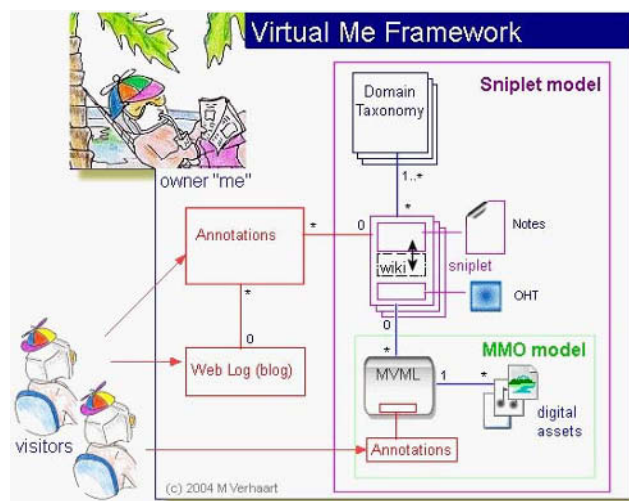 Virtual Me Framework
Sniplet model
Domain
Taxonomy
owner "me"
1..*
*
Annotations
*
0
Notes
wiki
sniplet
OHT
*
0
0
*
MMO model
Web Log (blog)
MVML
1
*
digital
assets
visitors
Annotations
(c) 2004 M Verhaart